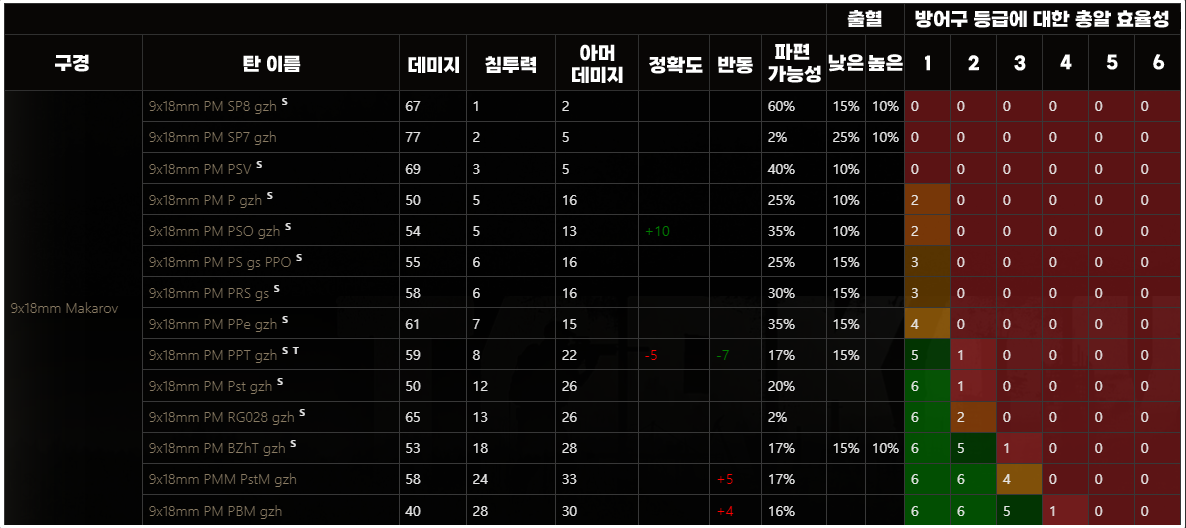 출혈 방어구 등급에 대한 총알 효율성
구경 탄 이름 데미지 침투력 아머 데미지 정확도 반동 파편 가능성 낮은 높은 1 2 3 4 5 6
9x18mm Makarov
9x18mm PM SP8 gzh S 67 1 2 60% 15% 10% 0 0 0 0 0 0
9x18mm PM SP7 gzh 77 2 5 2% 25% 10% 0 0 0 0 0 0
9x18mm PM PSV S 69 3 5 40% 10% 0 0 0 0 0 0
9x18mm PM P gzh S 50 5 16 25% 10% 2 0 0 0 0 0
9x18mm PM PSO gzh S 54 5 13 +10 35% 10% 2 0 0 0 0 0
9x18mm PM PS gs PPO S 55 6 16 25% 15% 3 0 0 0 0 0
9x18mm PM PRS gs S 58 6 16 30% 15% 3 0 0 0 0 0
9x18mm PM PPe gzh S 61 7 15 35% 15% 4 0 0 0 0 0
9x18mm PM PPT gzh S T 59 8 22 -5 -7 17% 15% 5 1 0 0 0 0
9x18mm PM Pst gzh S 50 12 26 20% 6 1 0 0 0 0
9x18mm PM RG028 gzh S 65 13 26 2% 6 2 0 0 0 0
9x18mm PM BZhT gzh S 53 18 28 17% 15% 10% 6 5 1 0 0 0
9x18mm PMM PstM gzh 58 24 33 +5 17% 6 6 4 0 0 0
9x18mm PM PBM gzh 40 28 30 +4 16% 6 6 5 1 0 0